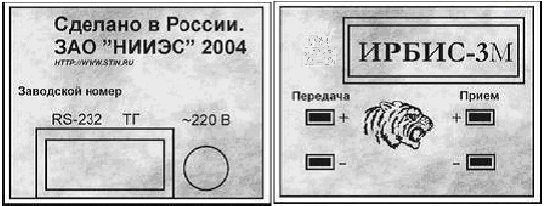 Сделано в России.
ЗАО "НИИЭС" 2004
HTTP://WWW.STIN.RU
Заводской номер
RS-232 ТГ ~220 В
ИРБИС-3М
Передача Прием
+ +
- -